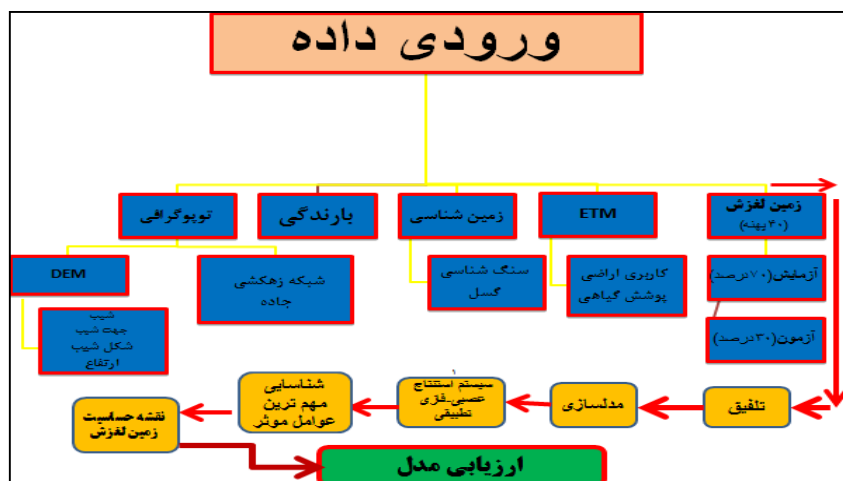 ورودی داده
زمین لغزش
(۴۰پهنه)
ETM
زمین شناسی
بارندگی
توپوگرافی
آزمایش(۷۰درصد)
آزمون(۳۰درصد)
کاربری اراضی
پوشش گیاهی
سنگ شناسی
گسل
شبکه زهکشی
جاده
DEM
شیب
جهت شیب
شکل شیب
ارتفاع
تلفیق
مدلسازی
سیستم استنتاج
عصبی-فازی
تطبیقی
شناسایی
مهم ترین
عوامل موثر
نقشه حساسیت
زمین لغزش
ارزیابی مدل